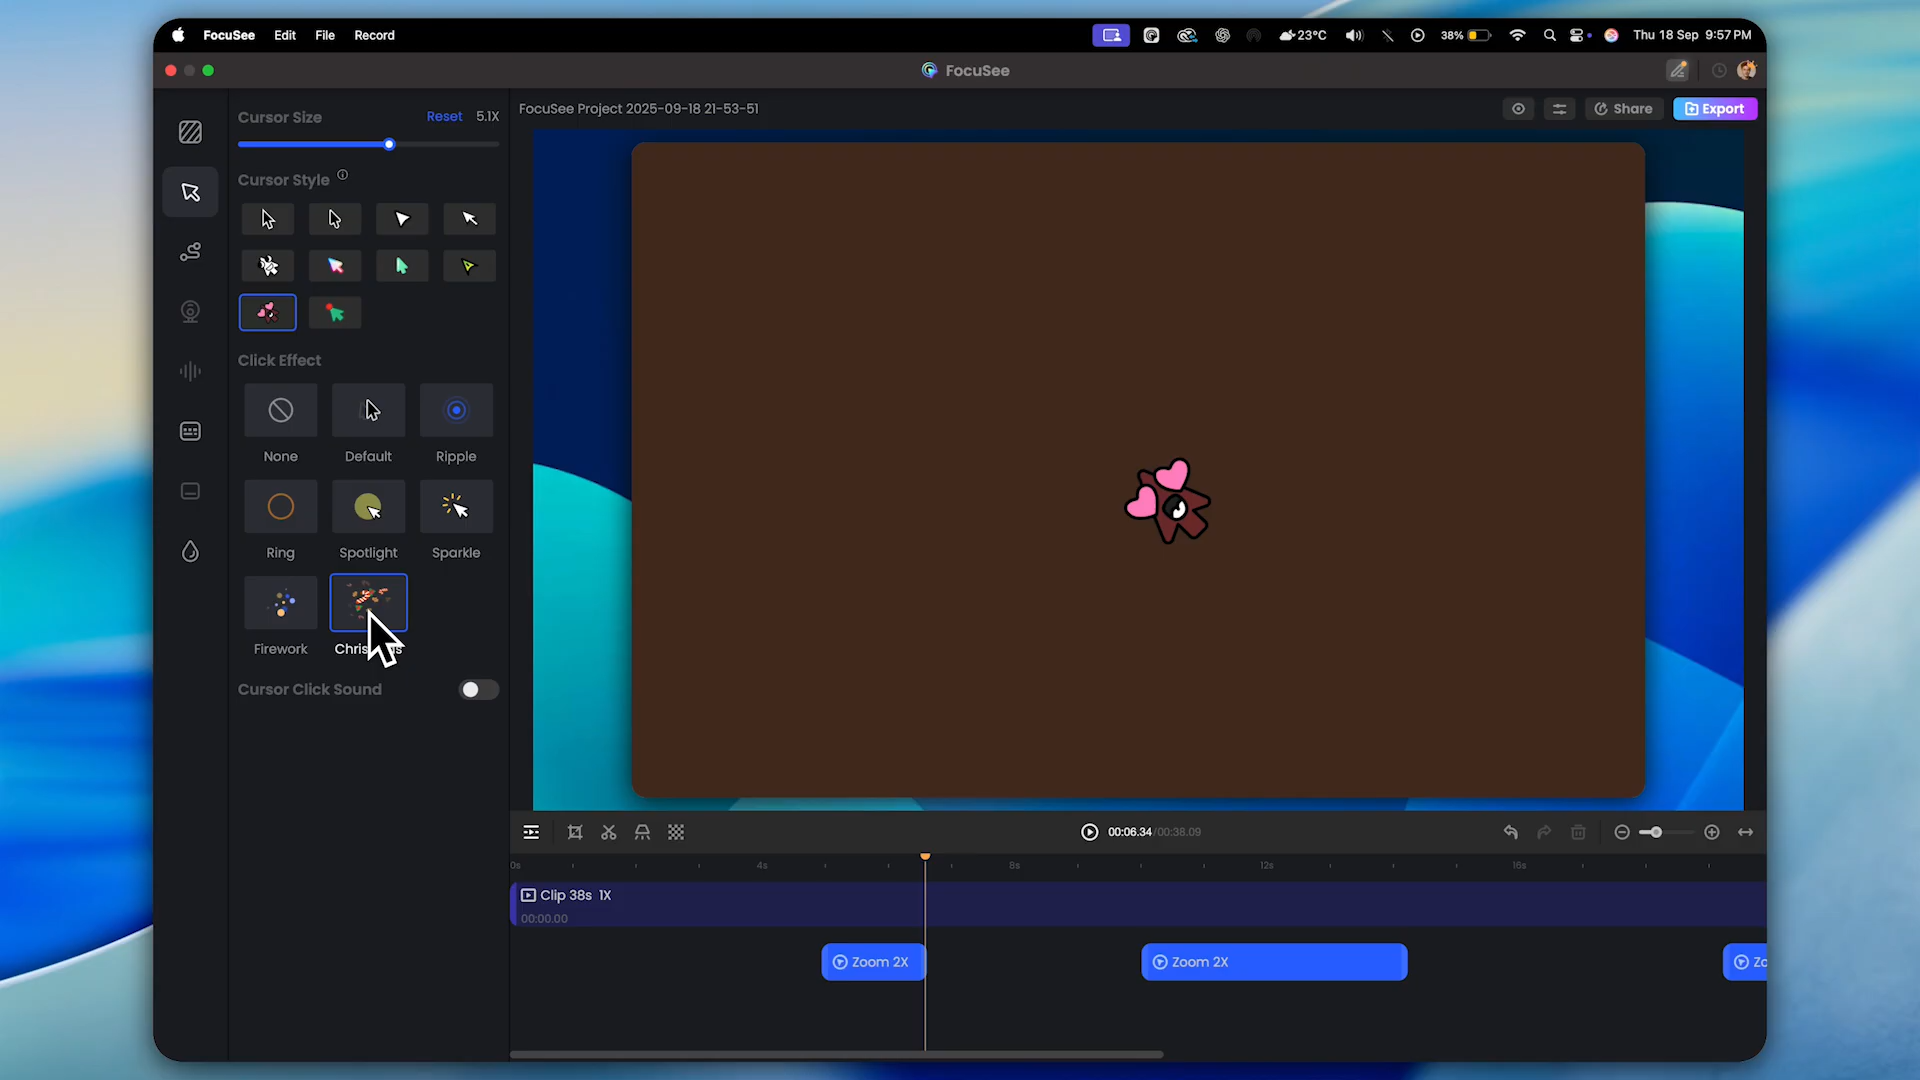 FocuSee Edit File Record
23°C 38% Thu 18 Sep 9:57 PM
FocuSee
FocuSee Project 2025-09-18 21-53-51
Share Export
Cursor Size Reset 5.1X
Cursor Style
Click Effect
None Default Ripple
Ring Spotlight Sparkle
Firework
Cursor Click Sound
00:06.34/00:38.09
0s 4s 8s 12s 16s
Clip 38s 1X
00:00.00
Zoom 2X Zoom 2X